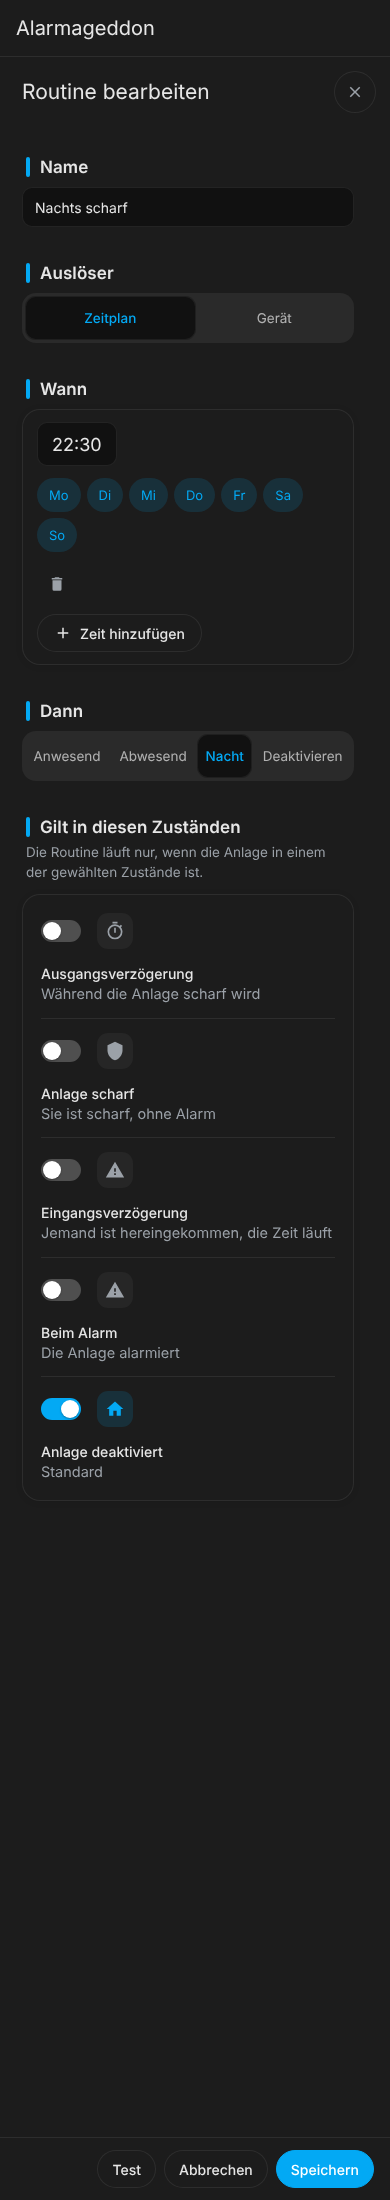 Alarmageddon
Routine bearbeiten
Name
Nachts scharf
Auslöser
Zeitplan Gerät
Wann
22:30
Mo Di Mi Do Fr Sa
So
Zeit hinzufügen
Dann
Anwesend Abwesend Nacht Deaktivieren
Gilt in diesen Zuständen
Die Routine läuft nur, wenn die Anlage in einem
der gewählten Zustände ist.
Ausgangsverzögerung
Während die Anlage scharf wird
Anlage scharf
Sie ist scharf, ohne Alarm
Eingangsverzögerung
Jemand ist hereingekommen, die Zeit läuft
Beim Alarm
Die Anlage alarmiert
Anlage deaktiviert
Standard
Test Abbrechen Speichern